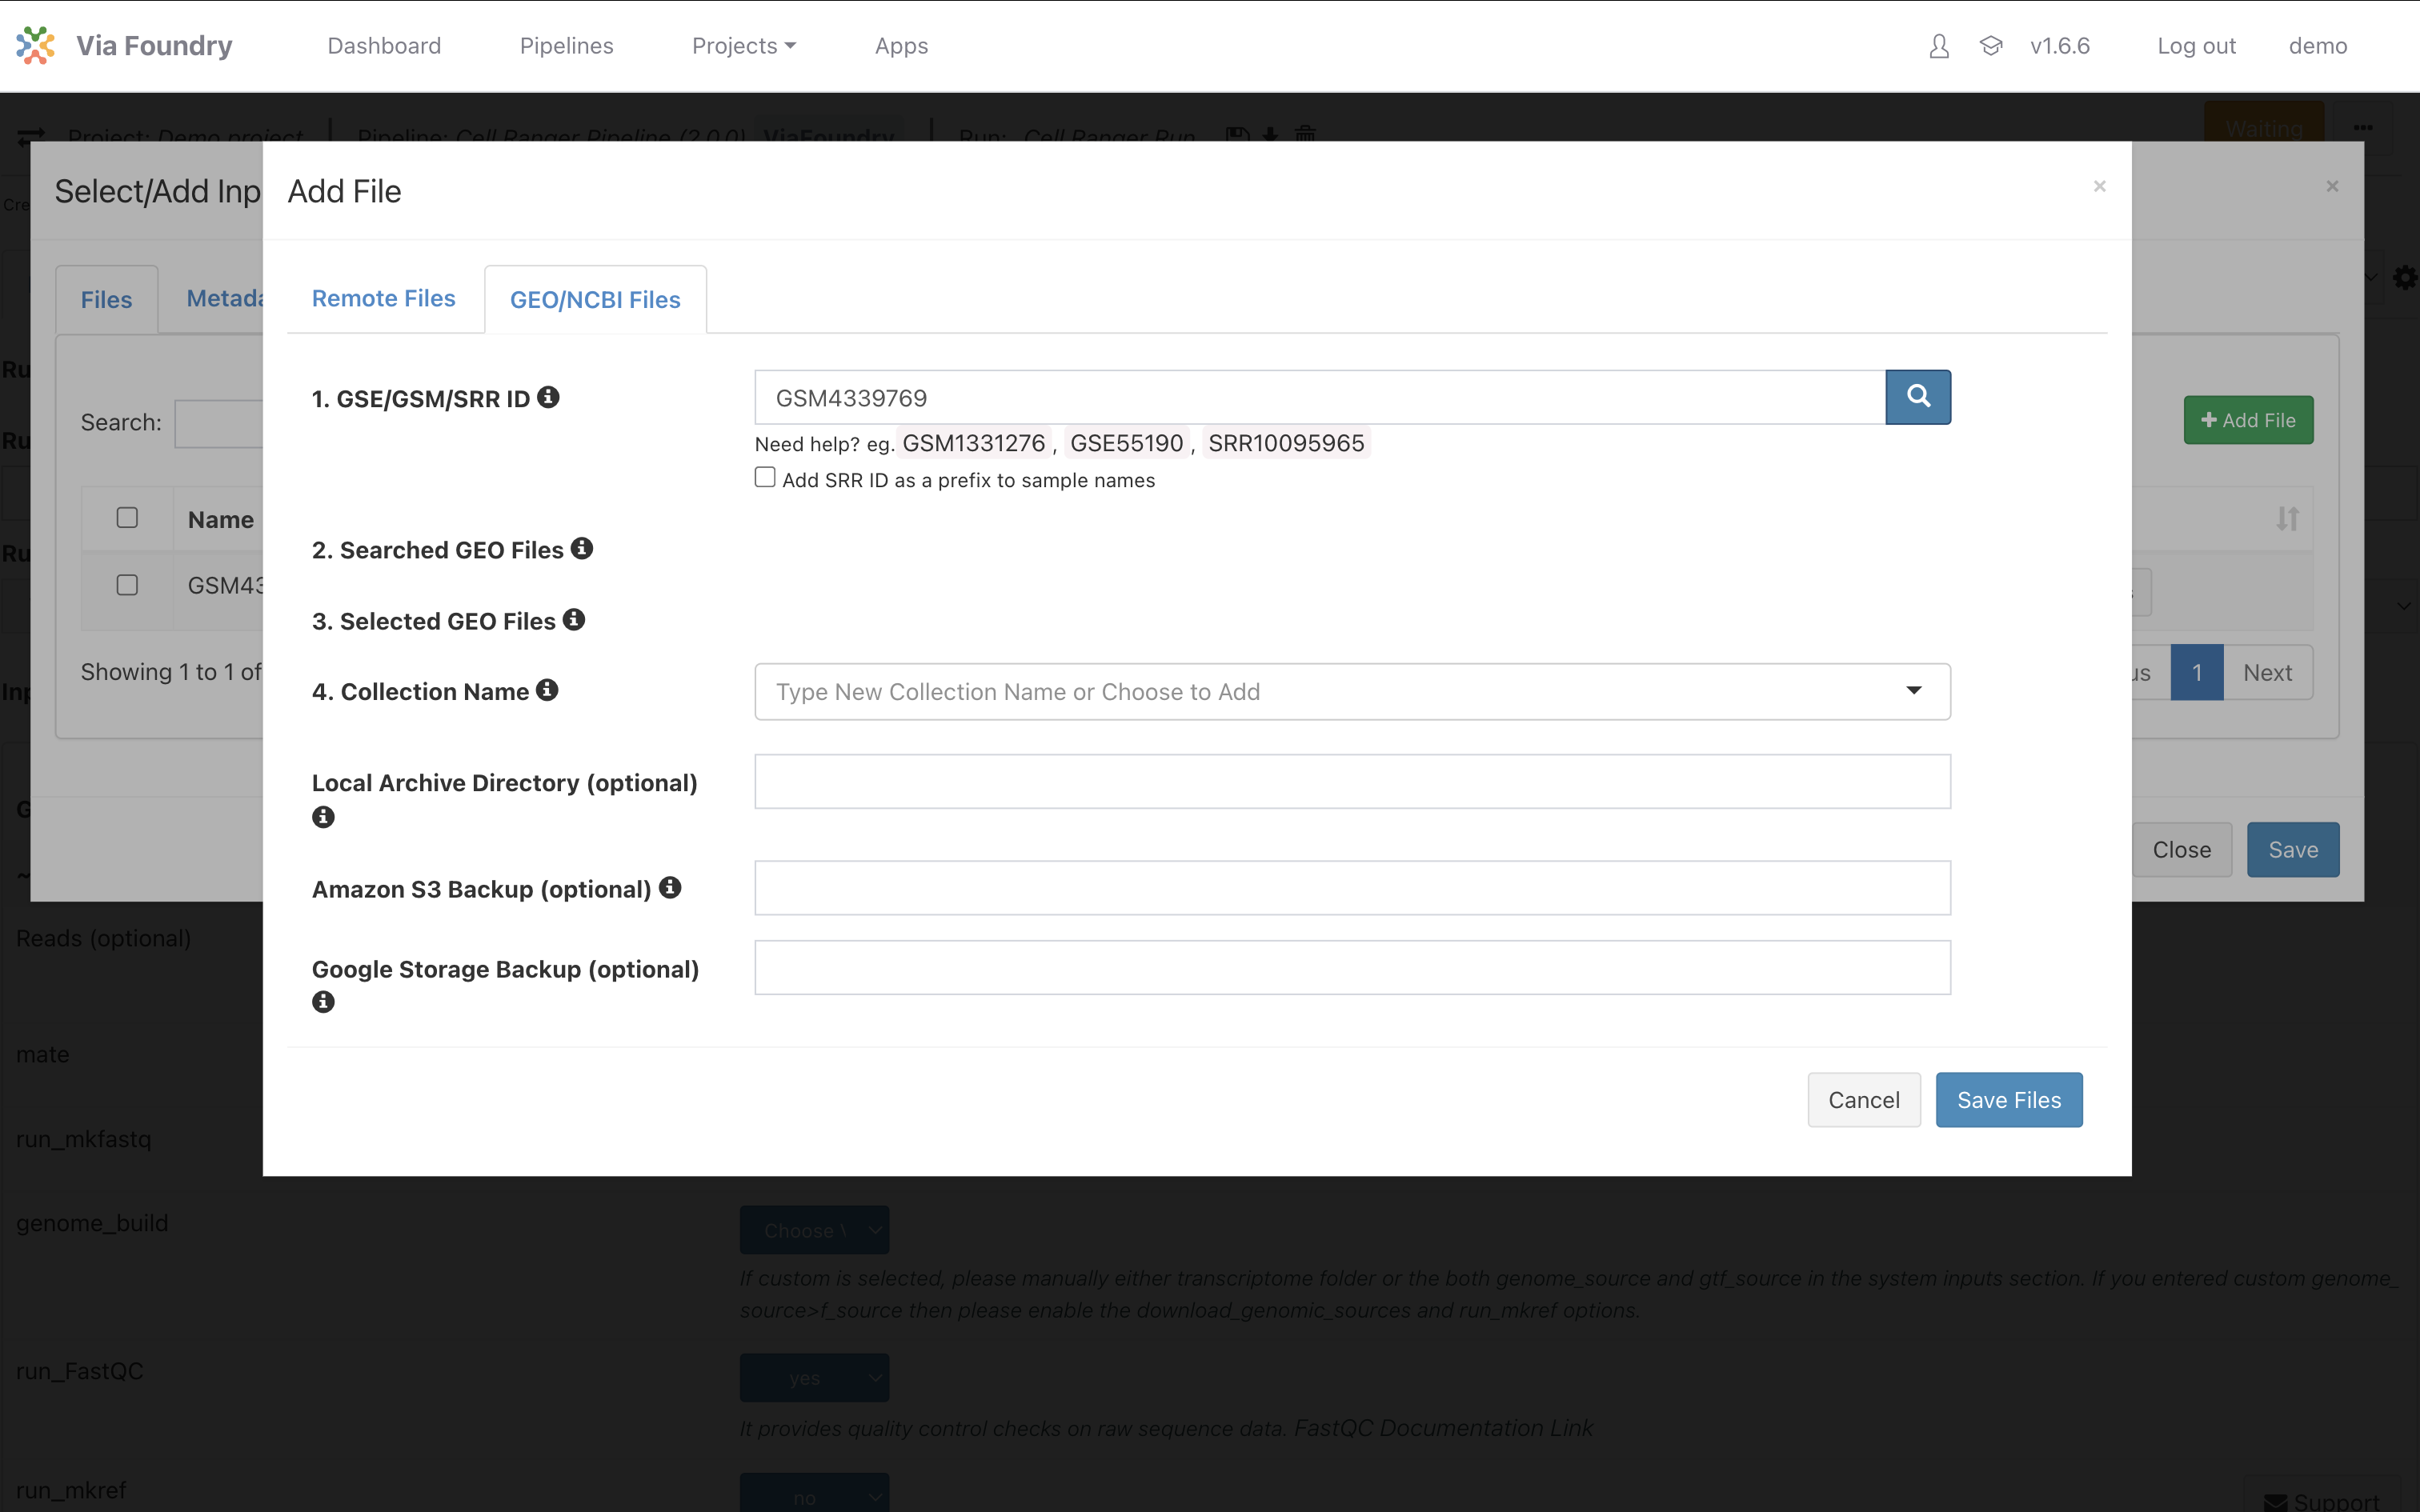 Via Foundry Dashboard Pipelines Projects Apps v1.6.6 Log out demo
Project: Demo project | Pipeline: Cell Ranger Pipeline (2.0.0) ViaFoundry | Run: Cell Ranger Run Waiting
Cre
Select/Add Inp
Add File
×
×
Files Metada
Remote Files GEO/NCBI Files
Ru
1. GSE/GSM/SRR ID
GSM4339769
Search:
Add File
Ru
Need help? eg. GSM1331276 , GSE55190 , SRR10095965
Add SRR ID as a prefix to sample names
Name
Ru
2. Searched GEO Files
GSM43
3. Selected GEO Files
Showing 1 to 1 of
us 1 Next
Inp
4. Collection Name
Type New Collection Name or Choose to Add
Local Archive Directory (optional)
G
Close Save
Amazon S3 Backup (optional)
~
Reads (optional)
Google Storage Backup (optional)
mate
Cancel Save Files
run_mkfastq
genome_build
Choose \
If custom is selected, please manually either transcriptome folder or the both genome_source and gtf_source in the system inputs section. If you entered custom genome_
source>f_source then please enable the download_genomic_sources and run_mkref options.
run_FastQC
yes
It provides quality control checks on raw sequence data. FastQC Documentation Link
run_mkref
no
Support